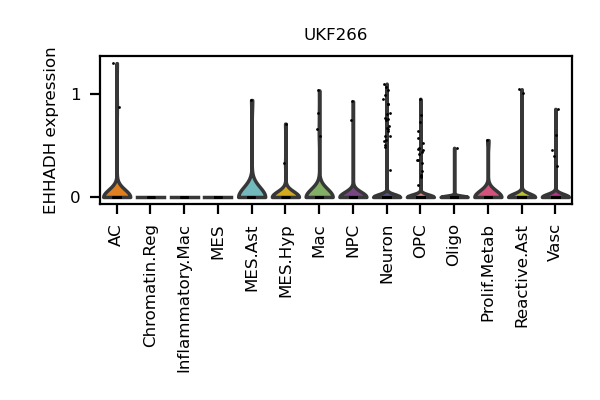 UKF266
EHHADH expression
1
0
AC
Chromatin.Reg
Inflammatory.Mac
MES
MES.Ast
MES.Hyp
Mac
NPC
Neuron
OPC
Oligo
Prolif.Metab
Reactive.Ast
Vasc